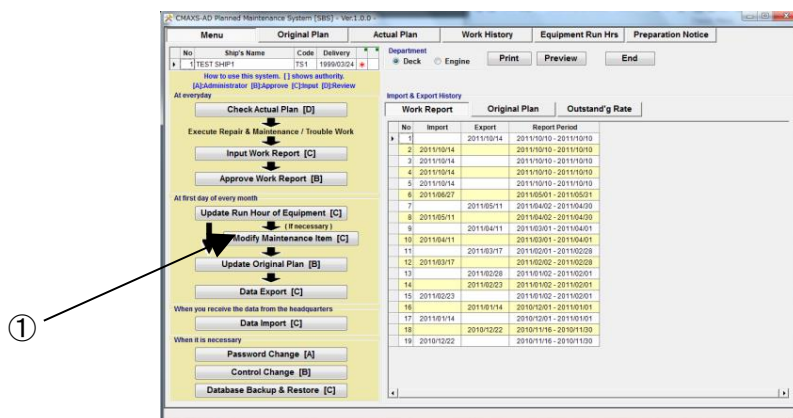 CMAXS-AD Planned Maintenance System [SBS] - Ver.1.0.0 -
Menu Original Plan Actual Plan Work History Equipment Run Hrs Preparation Notice
No Ship's Name Code Delivery
1 TEST SHIP1 TS1 1999/03/24 *
Department
Deck Engine Print Preview End
How to use this system. [ ] shows authority.
[A]:Administrator [B]:Approve [C]:Input [D]:Review
At everyday
Check Actual Plan [D]
Execute Repair & Maintenance / Trouble Work
Input Work Report [C]
Approve Work Report [B]
At first day of every month
Update Run Hour of Equipment [C]
( If necessary )
Modify Maintenance Item [C]
Update Original Plan [B]
Data Export [C]
When you receive the data from the headquarters
Data Import [C]
When it is necessary
Password Change [A]
Control Change [B]
Database Backup & Restore [C]
Import & Export History
Work Report Original Plan Outstand'g Rate
No Import Export Report Period
1 2011/10/14 2011/10/10 - 2011/10/10
2 2011/10/14 2011/10/10 - 2011/10/10
3 2011/10/14 2011/10/10 - 2011/10/10
4 2011/10/14 2011/10/10 - 2011/10/10
5 2011/10/14 2011/10/10 - 2011/10/10
6 2011/06/27 2011/05/01 - 2011/05/31
7 2011/05/11 2011/04/02 - 2011/04/30
8 2011/05/11 2011/04/02 - 2011/04/30
9 2011/04/11 2011/03/01 - 2011/04/01
10 2011/04/11 2011/03/01 - 2011/04/01
11 2011/03/17 2011/02/02 - 2011/02/28
12 2011/03/17 2011/02/02 - 2011/02/28
13 2011/02/28 2011/01/02 - 2011/02/01
14 2011/02/23 2011/01/02 - 2011/02/01
15 2011/02/23 2011/01/02 - 2011/02/01
16 2011/01/14 2010/12/01 - 2011/01/01
17 2011/01/14 2010/12/01 - 2011/01/01
18 2010/12/22 2010/11/16 - 2010/11/30
19 2010/12/22 2010/11/16 - 2010/11/30
①